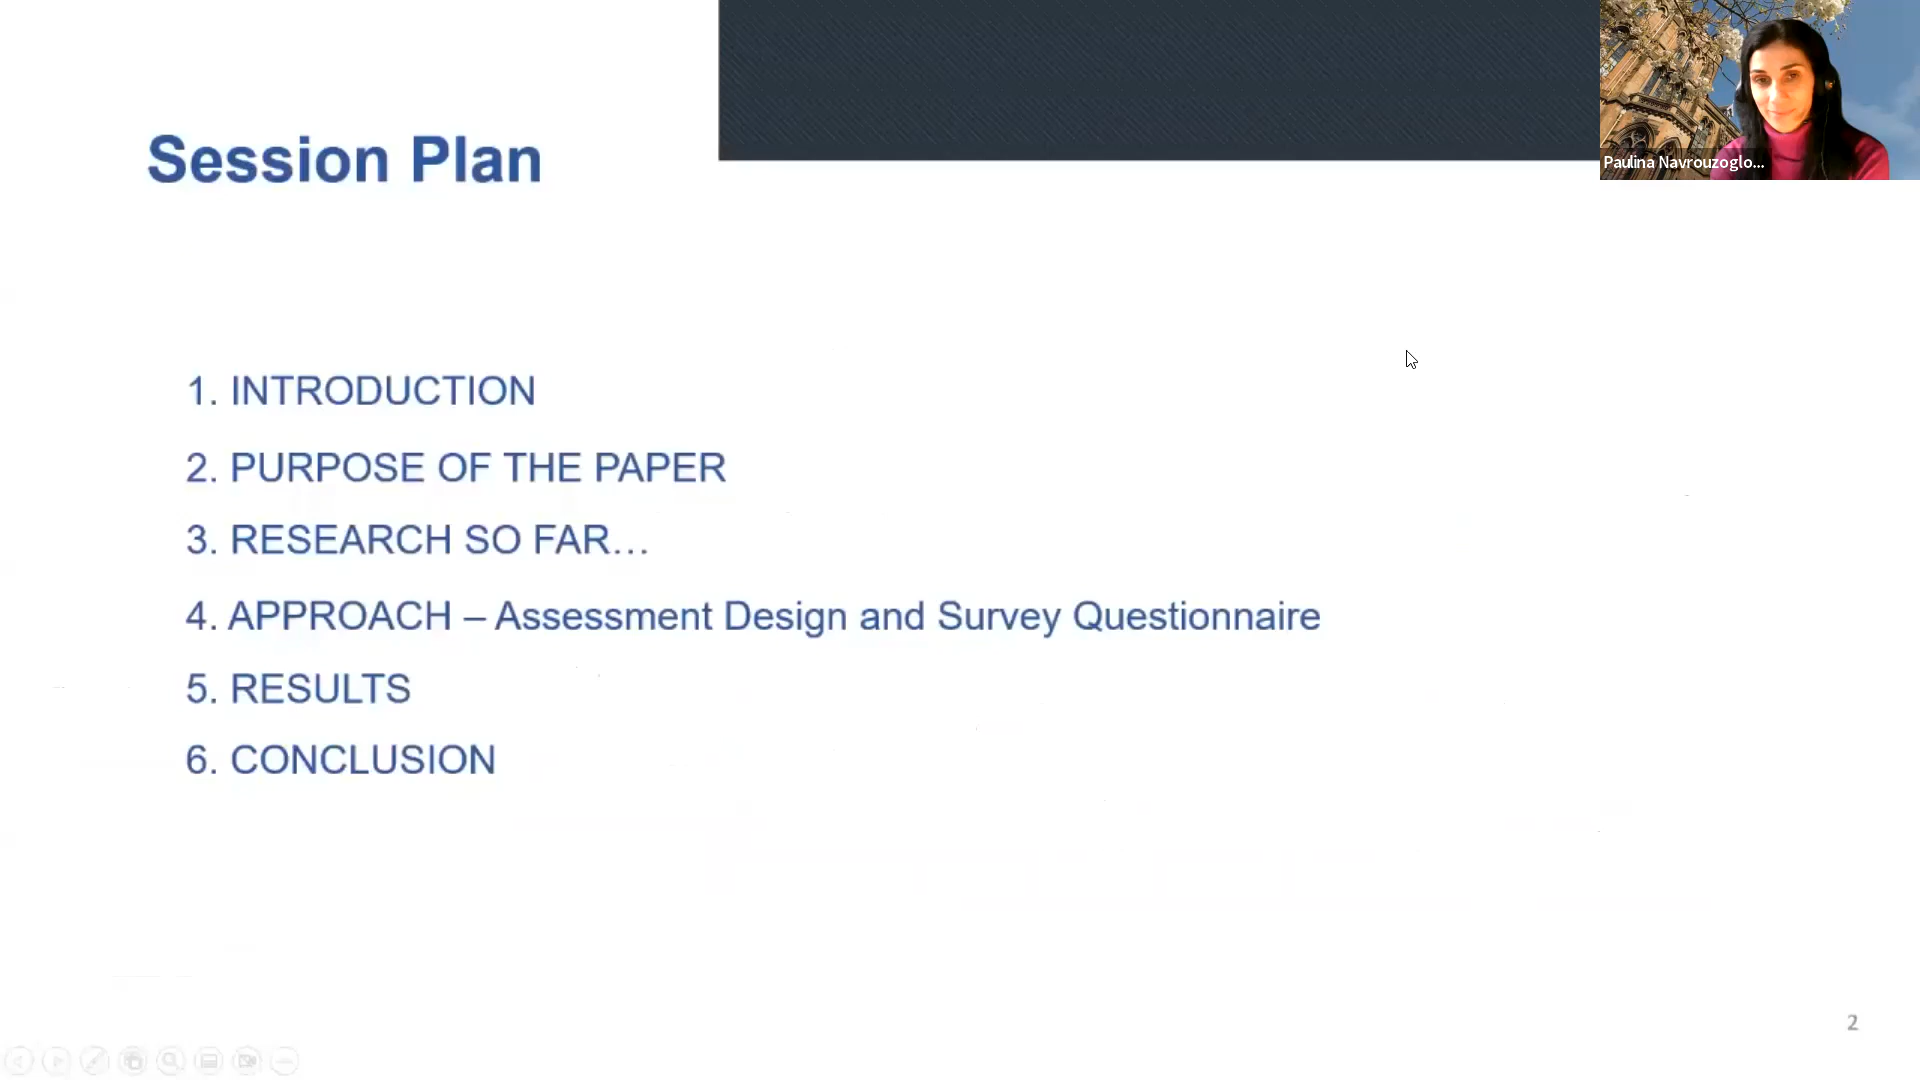 Session Plan
Paulina Navrouzoglo...
1. INTRODUCTION
2. PURPOSE OF THE PAPER
3. RESEARCH SO FAR…
4. APPROACH – Assessment Design and Survey Questionnaire
5. RESULTS
6. CONCLUSION
2